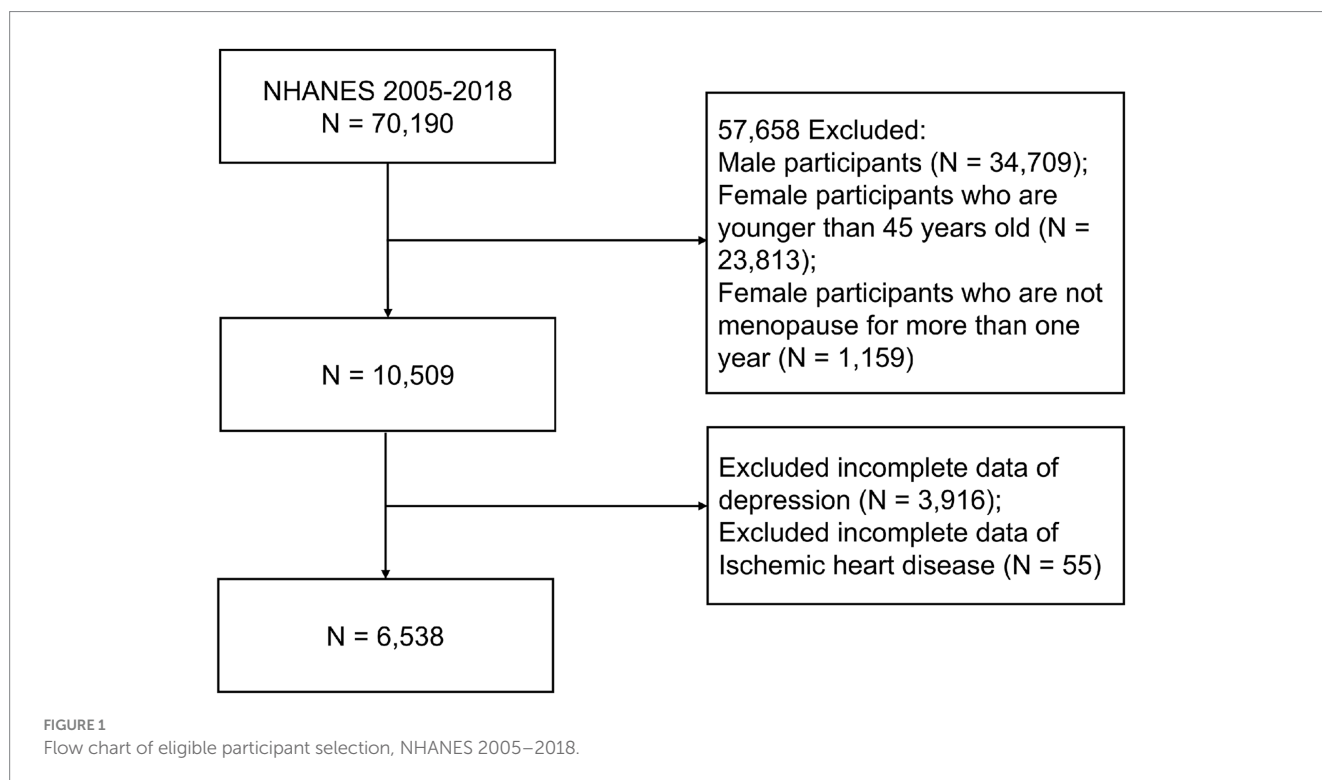 NHANES 2005-2018
N = 70,190
57,658 Excluded:
Male participants (N = 34,709);
Female participants who are
younger than 45 years old (N =
23,813);
Female participants who are not
menopause for more than one
year (N = 1,159)
N = 10,509
Excluded incomplete data of
depression (N = 3,916);
Excluded incomplete data of
Ischemic heart disease (N = 55)
N = 6,538
FIGURE 1
Flow chart of eligible participant selection, NHANES 2005–2018.